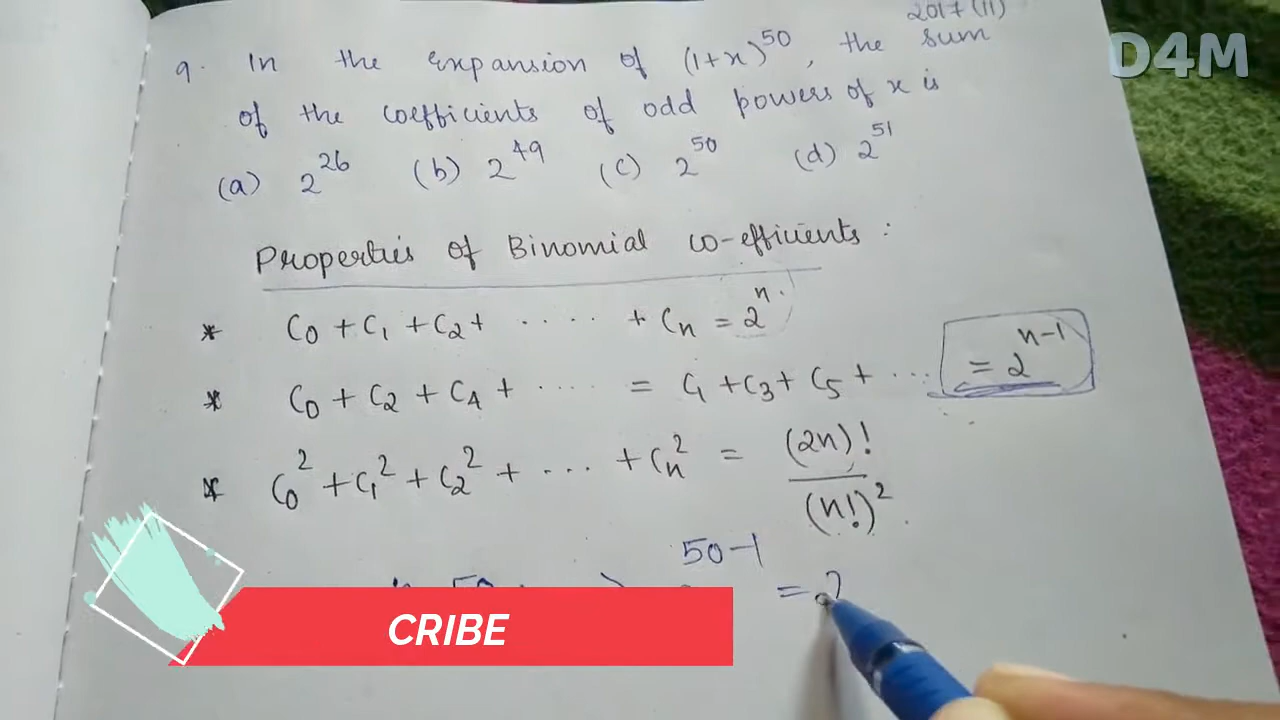 2017 (II)
D4M
9. In the expansion of (1+x)^50, the sum
of the coefficients of odd powers of x is
(a) 2^26 (b) 2^49 (c) 2^50 (d) 2^51
Properties of Binomial co-efficients :
* C0 + C1 + C2 + ..... + Cn = 2^n.
* C0 + C2 + C4 + ..... = C1 + C3 + C5 + ... = 2^n-1
* C0^2 + C1^2 + C2^2 + .... + Cn^2 = (2n)! / (n!)^2.
50-1
= 2
CRIBE